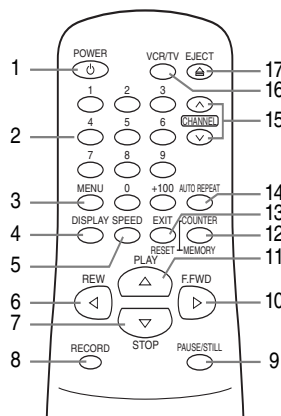 POWER
VCR/TV EJECT
1
17
16
1 2 3
15
2
4 5 6
CHANNEL
7 8 9
MENU 0 +100 AUTO REPEAT
3
14
13
DISPLAY SPEED EXIT COUNTER
4
12
5
RESET MEMORY
PLAY
11
REW F.FWD
6
10
7
STOP
RECORD PAUSE/STILL
8
9